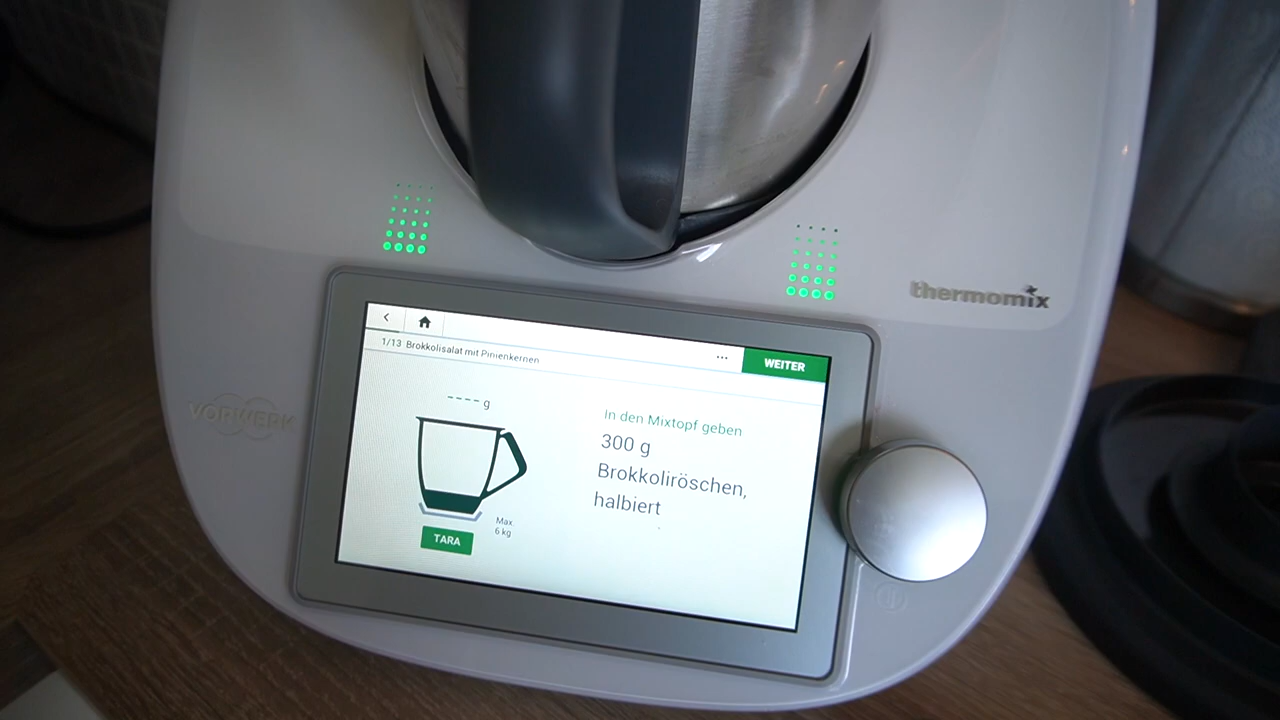 thermomix
VORWERK
1/13 Brokkolisalat mit Pinienkernen
...
WEITER
---- g
In den Mixtopf geben
300 g
Brokkoliröschen,
halbiert
Max
6 kg
TARA